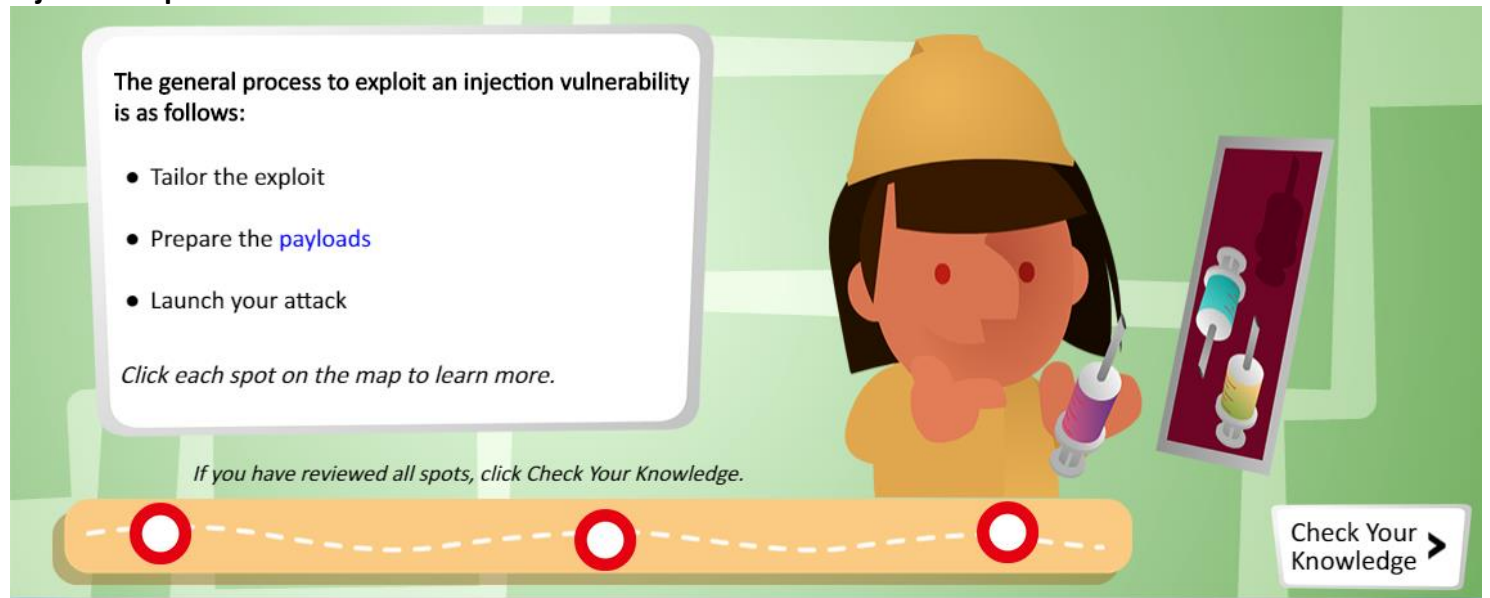 The general process to exploit an injection vulnerability
is as follows:
● Tailor the exploit
● Prepare the payloads
● Launch your attack
Click each spot on the map to learn more.
If you have reviewed all spots, click Check Your Knowledge.
Check Your
Knowledge >